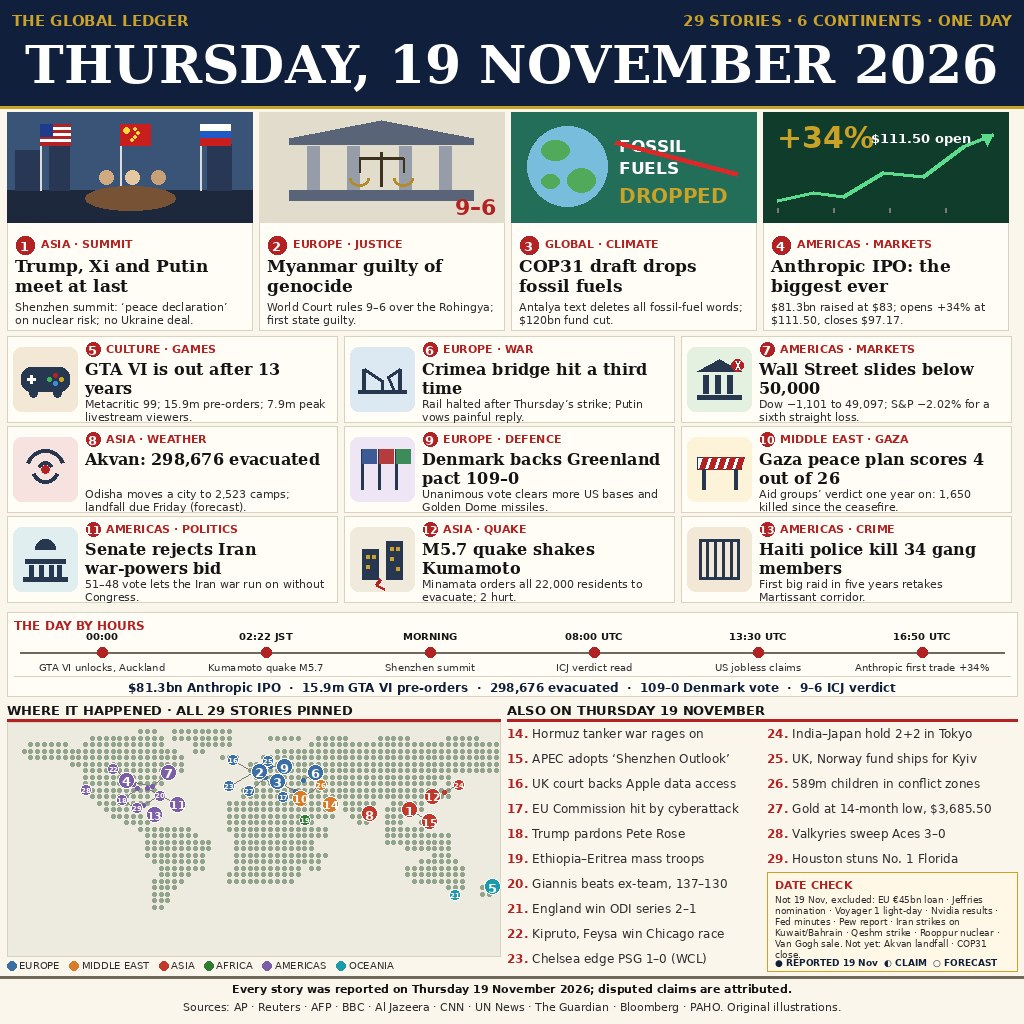 THE GLOBAL LEDGER
29 STORIES · 6 CONTINENTS · ONE DAY
THURSDAY, 19 NOVEMBER 2026
9–6
FOSSIL
FUELS
DROPPED
+34%
$111.50 open
1 ASIA · SUMMIT
Trump, Xi and Putin
meet at last
Shenzhen summit: ‘peace declaration’
on nuclear risk; no Ukraine deal.
2 EUROPE · JUSTICE
Myanmar guilty of
genocide
World Court rules 9–6 over the Rohingya;
first state guilty.
3 GLOBAL · CLIMATE
COP31 draft drops
fossil fuels
Antalya text deletes all fossil-fuel words;
$120bn fund cut.
4 AMERICAS · MARKETS
Anthropic IPO: the
biggest ever
$81.3bn raised at $83; opens +34% at
$111.50, closes $97.17.
5 CULTURE · GAMES
GTA VI is out after 13
years
Metacritic 99; 15.9m pre-orders; 7.9m peak
livestream viewers.
6 EUROPE · WAR
Crimea bridge hit a third
time
Rail halted after Thursday’s strike; Putin
vows painful reply.
7 AMERICAS · MARKETS
Wall Street slides below
50,000
Dow −1,101 to 49,097; S&P −2.02% for a
sixth straight loss.
8 ASIA · WEATHER
Akvan: 298,676 evacuated
Odisha moves a city to 2,523 camps;
landfall due Friday (forecast).
9 EUROPE · DEFENCE
Denmark backs Greenland
pact 109–0
Unanimous vote clears more US bases and
Golden Dome missiles.
10 MIDDLE EAST · GAZA
Gaza peace plan scores 4
out of 26
Aid groups’ verdict one year on: 1,650
killed since the ceasefire.
11 AMERICAS · POLITICS
Senate rejects Iran
war-powers bid
51–48 vote lets the Iran war run on without
Congress.
12 ASIA · QUAKE
M5.7 quake shakes
Kumamoto
Minamata orders all 22,000 residents to
evacuate; 2 hurt.
13 AMERICAS · CRIME
Haiti police kill 34 gang
members
First big raid in five years retakes
Martissant corridor.
THE DAY BY HOURS
00:00
GTA VI unlocks, Auckland
02:22 JST
Kumamoto quake M5.7
MORNING
Shenzhen summit
08:00 UTC
ICJ verdict read
13:30 UTC
US jobless claims
16:50 UTC
Anthropic first trade +34%
$81.3bn Anthropic IPO · 15.9m GTA VI pre-orders · 298,676 evacuated · 109–0 Denmark vote · 9–6 ICJ verdict
WHERE IT HAPPENED · ALL 29 STORIES PINNED
16
2
9
6
4
7
3
23
27
17
10
14
18
20
11
13
19
8
1
12
24
15
5
21
EUROPE
MIDDLE EAST
ASIA
AFRICA
AMERICAS
OCEANIA
ALSO ON THURSDAY 19 NOVEMBER
14. Hormuz tanker war rages on
15. APEC adopts ‘Shenzhen Outlook’
16. UK court backs Apple data access
17. EU Commission hit by cyberattack
18. Trump pardons Pete Rose
19. Ethiopia–Eritrea mass troops
20. Giannis beats ex-team, 137–130
21. England win ODI series 2–1
22. Kipruto, Feysa win Chicago race
23. Chelsea edge PSG 1–0 (WCL)
24. India–Japan hold 2+2 in Tokyo
25. UK, Norway fund ships for Kyiv
26. 589m children in conflict zones
27. Gold at 14-month low, $3,685.50
28. Valkyries sweep Aces 3–0
29. Houston stuns No. 1 Florida
DATE CHECK
Not 19 Nov, excluded: EU €45bn loan · Jeffries
nomination · Voyager 1 light-day · Nvidia results ·
Fed minutes · Pew report · Iran strikes on
Kuwait/Bahrain · Qeshm strike · Rooppur nuclear ·
Van Gogh sale. Not yet: Akvan landfall · COP31
close.
● REPORTED 19 Nov ◐ CLAIM ○ FORECAST
Every story was reported on Thursday 19 November 2026; disputed claims are attributed.
Sources: AP · Reuters · AFP · BBC · Al Jazeera · CNN · UN News · The Guardian · Bloomberg · PAHO. Original illustrations.